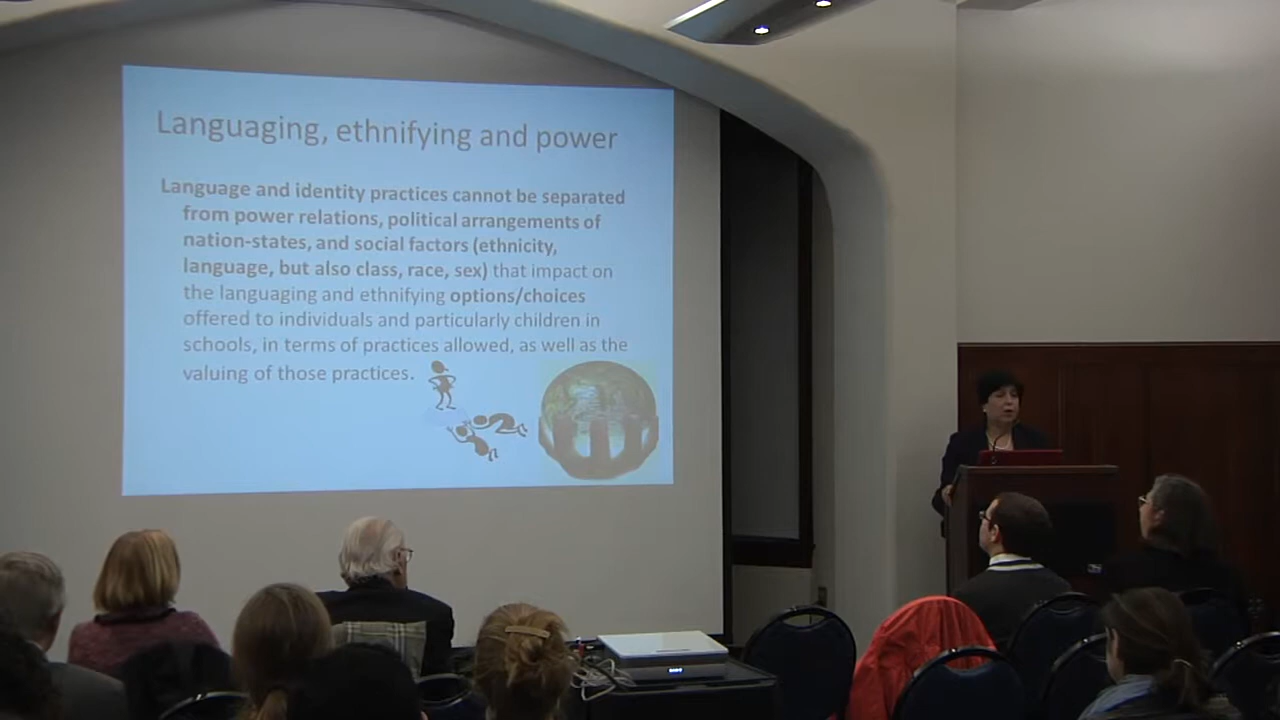 Languaging, ethnifying and power
Language and identity practices cannot be separated
from power relations, political arrangements of
nation-states, and social factors (ethnicity,
language, but also class, race, sex) that impact on
the languaging and ethnifying options/choices
offered to individuals and particularly children in
schools, in terms of practices allowed, as well as the
valuing of those practices.